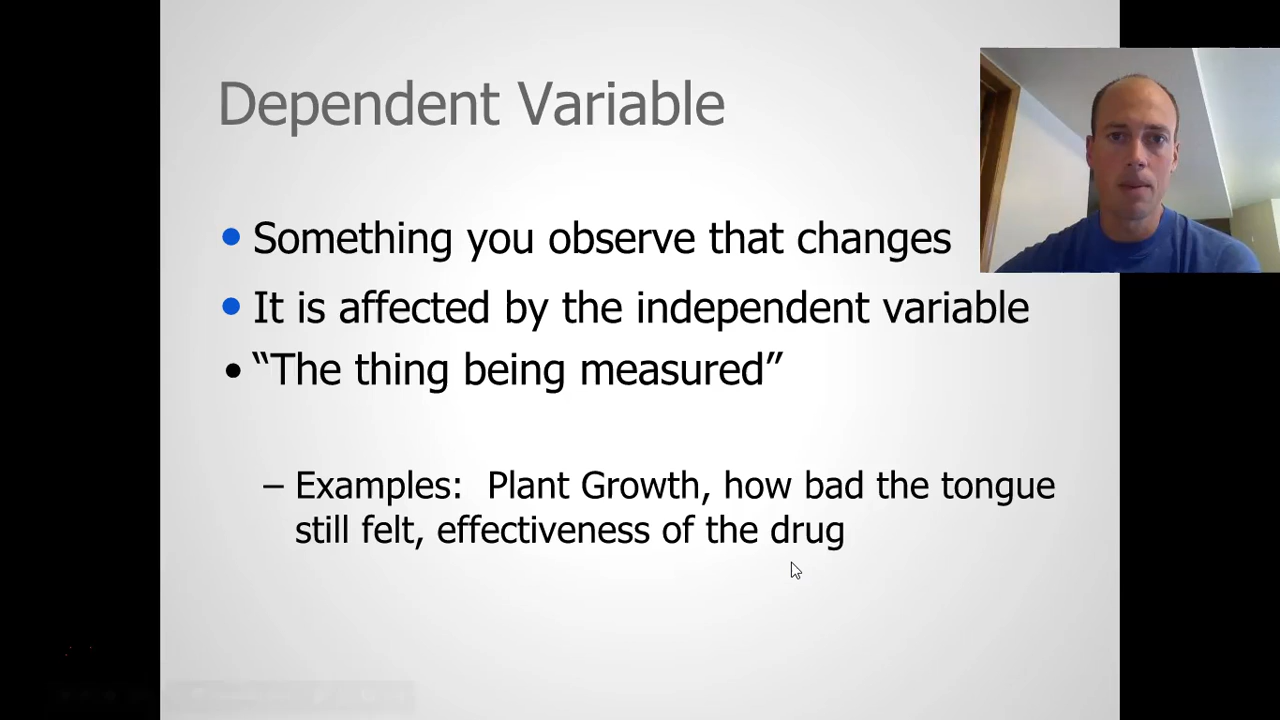 Dependent Variable
• Something you observe that changes
• It is affected by the independent variable
• “The thing being measured”
– Examples:  Plant Growth, how bad the tongue
still felt, effectiveness of the drug